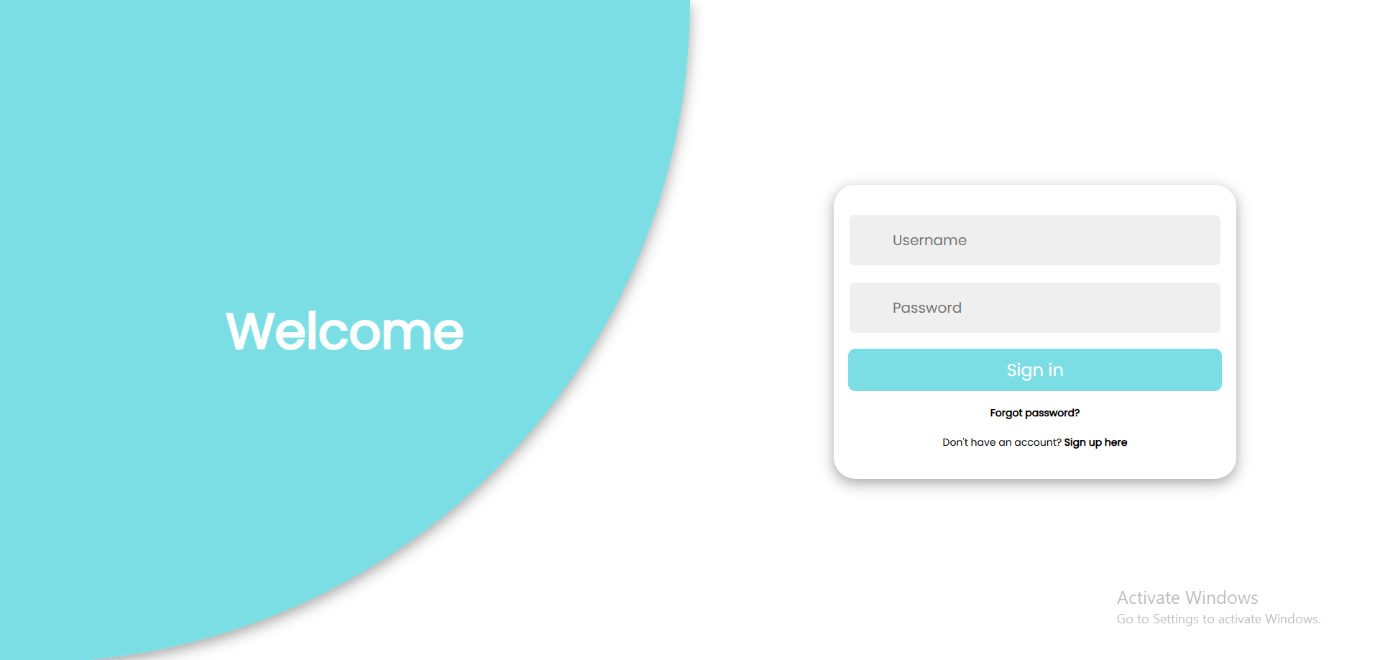 Welcome
Username
Password
Sign in
Forgot password?
Don't have an account? Sign up here
Activate Windows
Go to Settings to activate Windows.